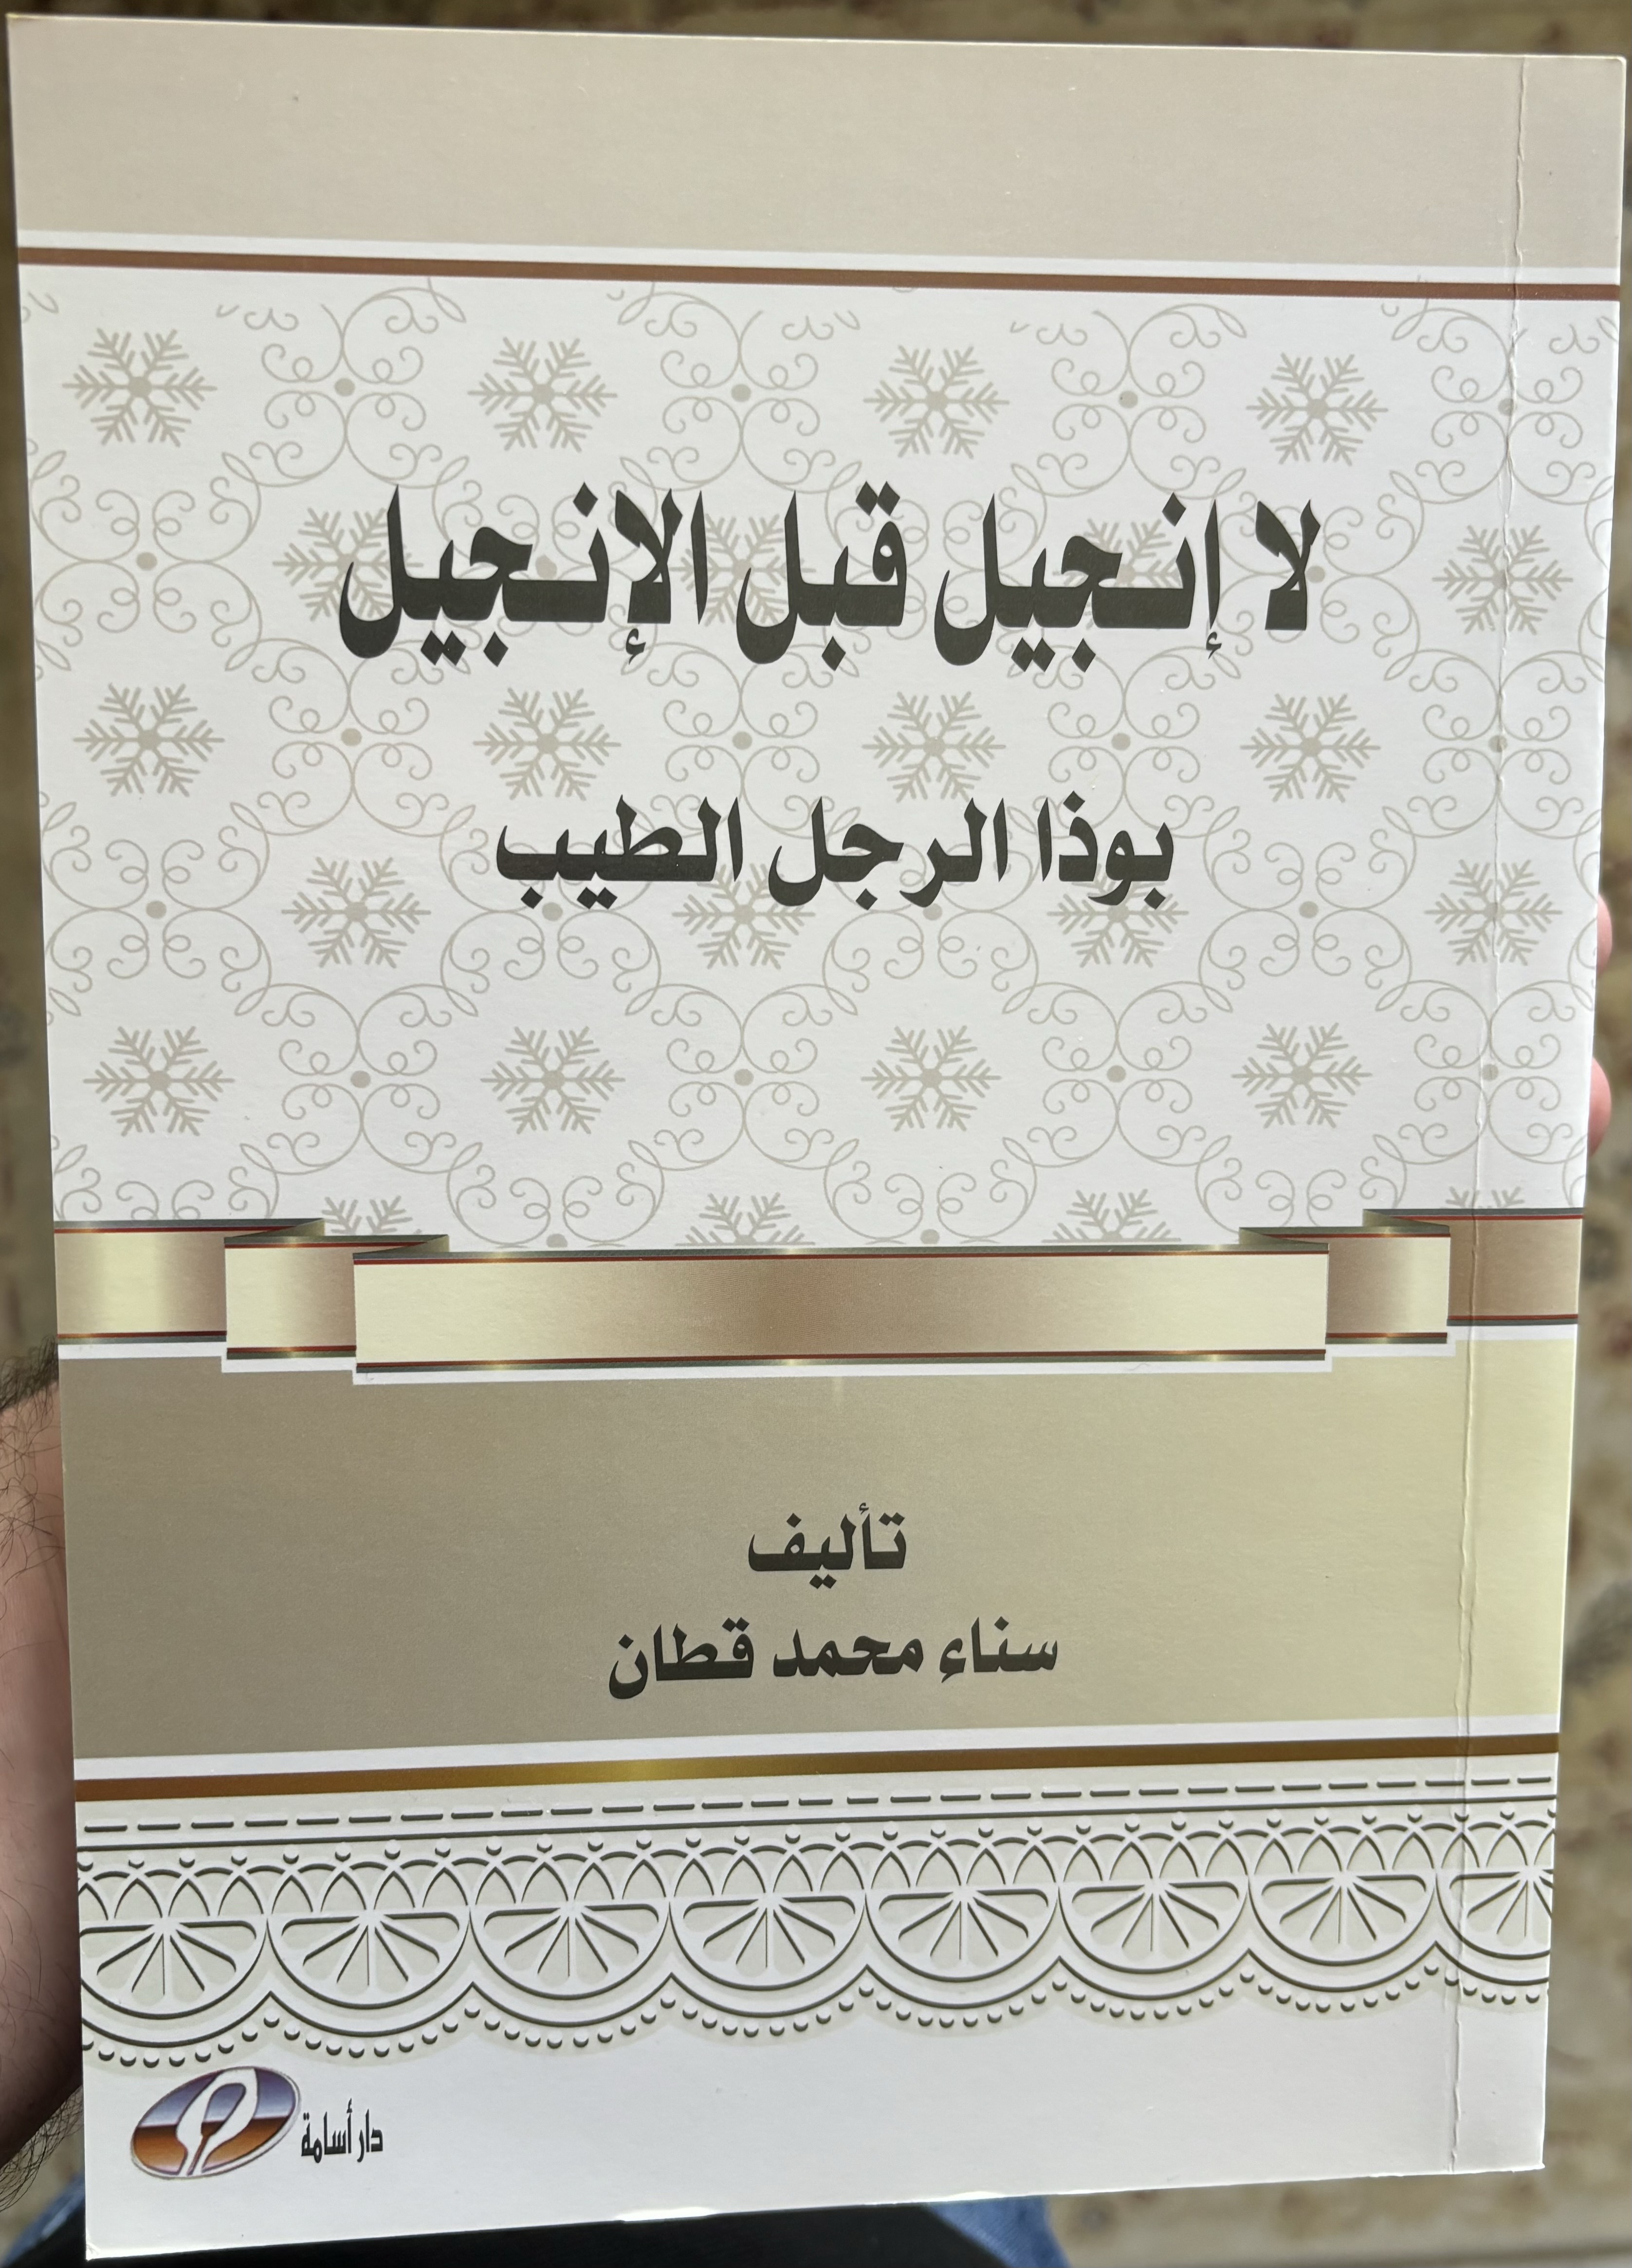 لا إنجيل قبل الإنجيل
بوذا الرجل الطيب
تأليف
سناء محمد قطان
دار أسامة